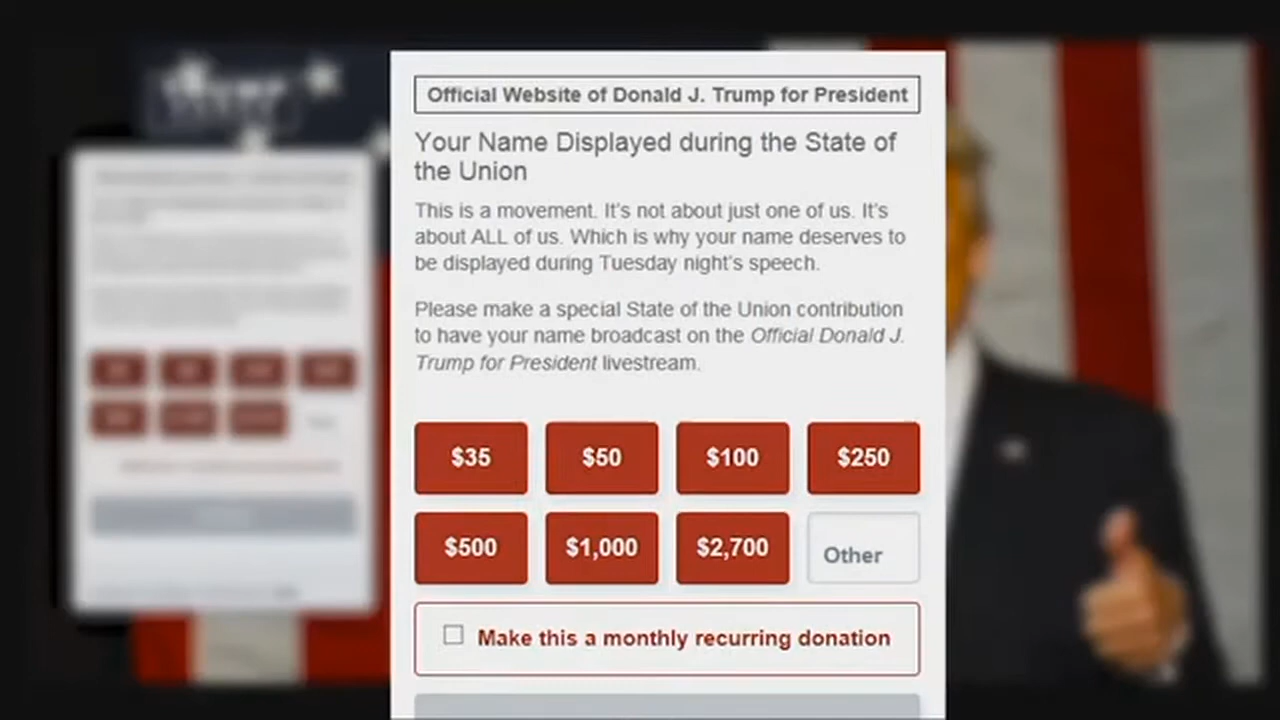 Official Website of Donald J. Trump for President
Your Name Displayed during the State of
the Union
This is a movement. It's not about just one of us. It's
about ALL of us. Which is why your name deserves to
be displayed during Tuesday night's speech.
Please make a special State of the Union contribution
to have your name broadcast on the Official Donald J.
Trump for President livestream.
$35 $50 $100 $250
$500 $1,000 $2,700 Other
Make this a monthly recurring donation